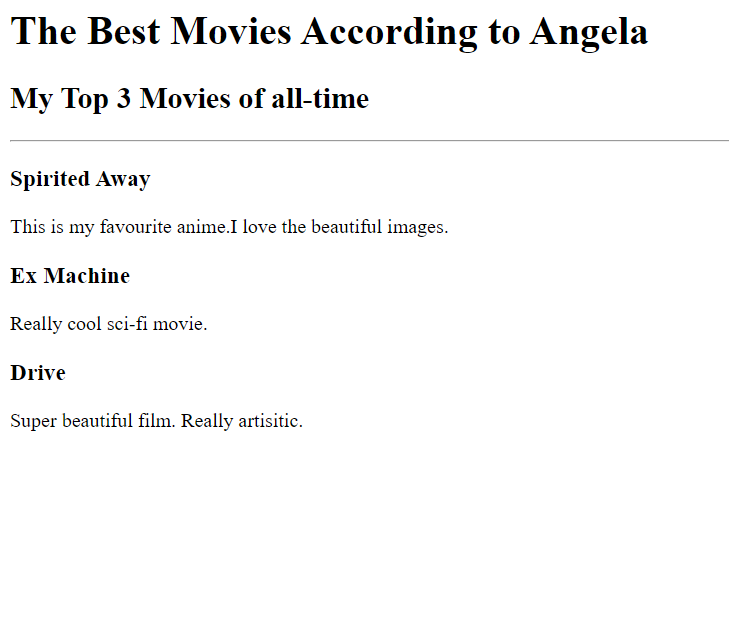 The Best Movies According to Angela
My Top 3 Movies of all-time
Spirited Away
This is my favourite anime.I love the beautiful images.
Ex Machine
Really cool sci-fi movie.
Drive
Super beautiful film. Really artisitic.